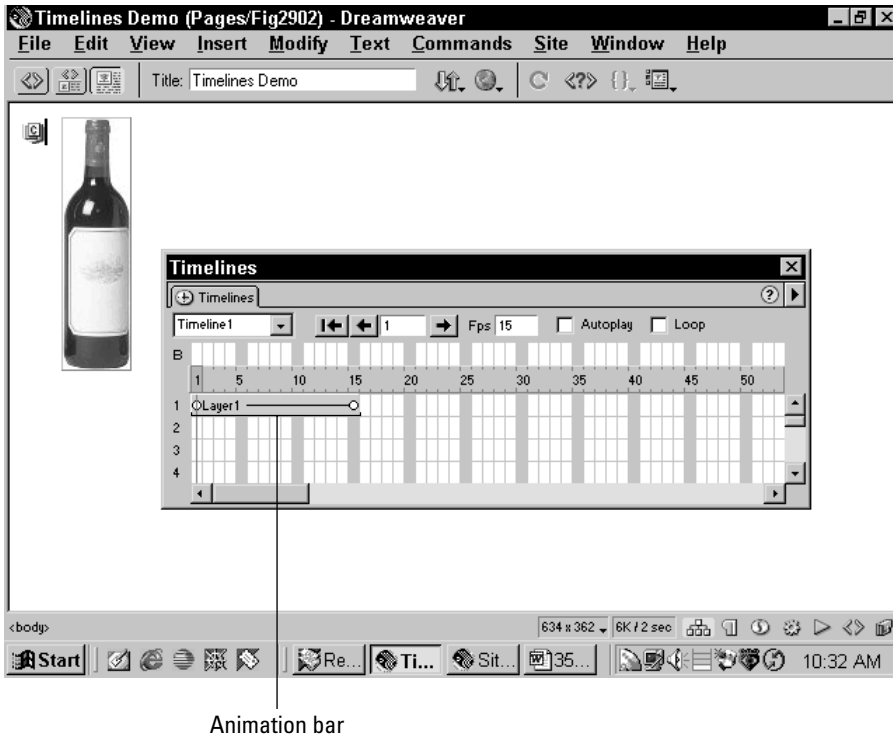 Timelines Demo (Pages/Fig2902) - Dreamweaver
File Edit View Insert Modify Text Commands Site Window Help
Title: Timelines Demo
C
Timelines
Timelines
Timeline1 1 Fps 15 Autoplay Loop
B
1 5 10 15 20 25 30 35 40 45 50
1 Layer1
2
3
4
<body> 634 x 362 6K / 2 sec
Start Re... Ti... Sit... 35... 10:32 AM
Animation bar